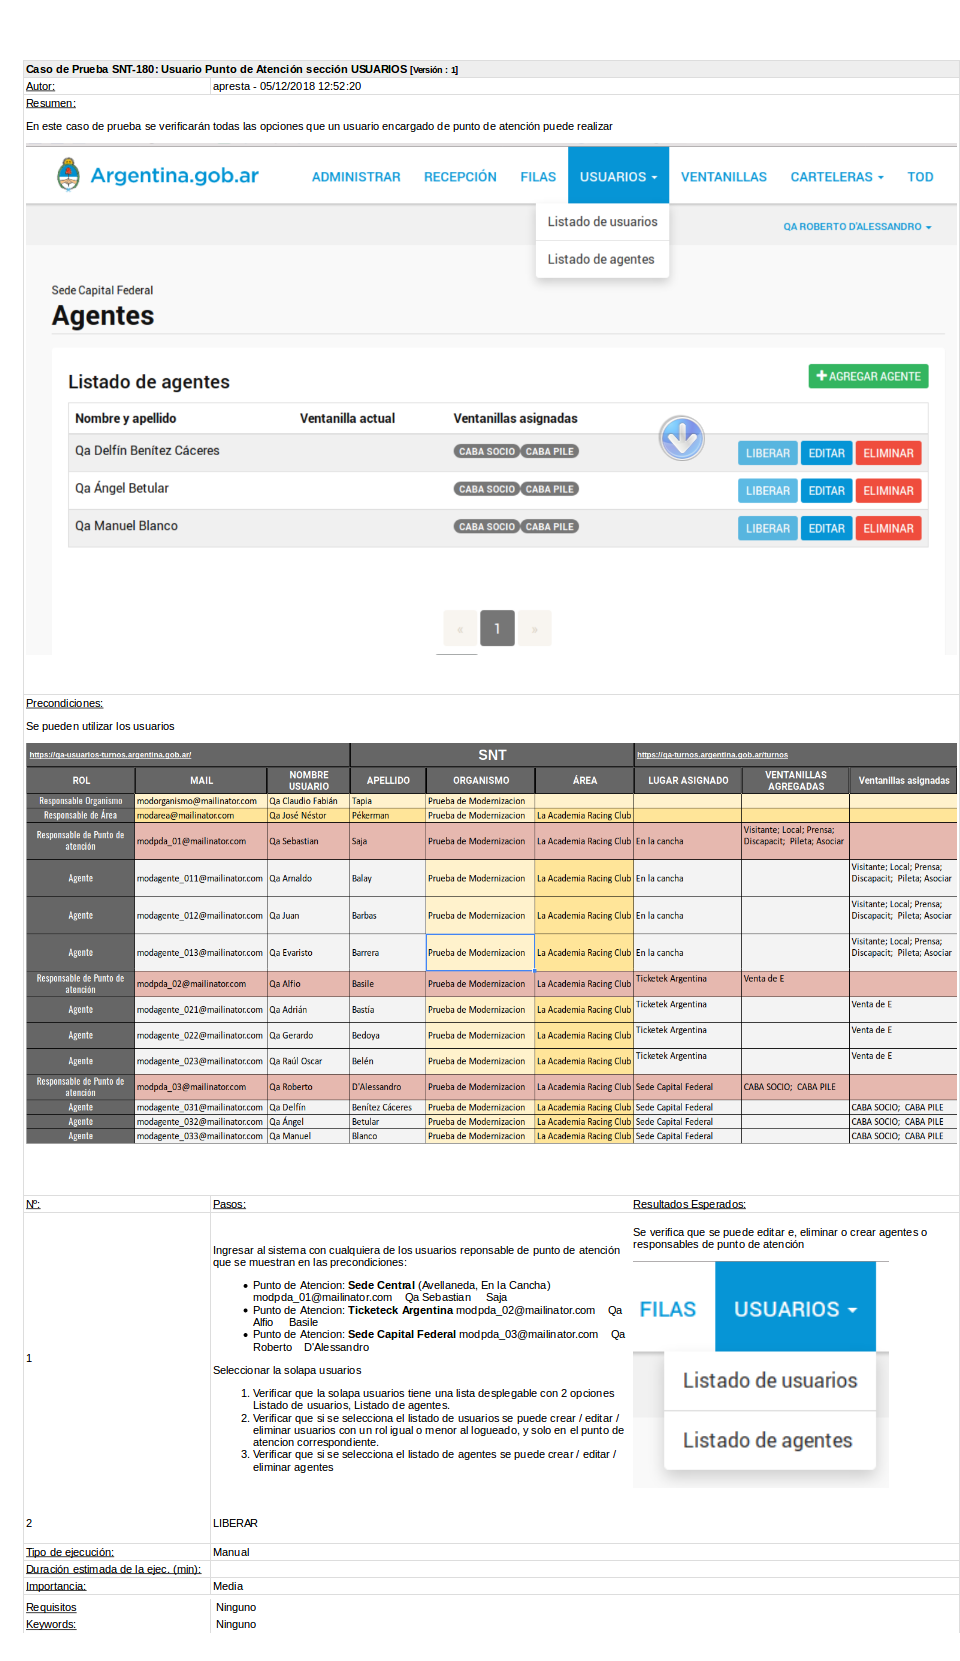 Caso de Prueba SNT-180: Usuario Punto de Atención sección USUARIOS [Versión : 1]
Autor: apresta - 05/12/2018 12:52:20
Resumen:
En este caso de prueba se verificarán todas las opciones que un usuario encargado de punto de atención puede realizar
Argentina.gob.ar ADMINISTRAR RECEPCIÓN FILAS USUARIOS VENTANILLAS CARTELERAS TOD
Listado de usuarios
QA ROBERTO D'ALESSANDRO
Listado de agentes
Sede Capital Federal
Agentes
Listado de agentes
+ AGREGAR AGENTE
Nombre y apellido Ventanilla actual Ventanillas asignadas
Qa Delfín Benítez Cáceres CABA SOCIO CABA PILE LIBERAR EDITAR ELIMINAR
Qa Ángel Betular CABA SOCIO CABA PILE LIBERAR EDITAR ELIMINAR
Qa Manuel Blanco CABA SOCIO CABA PILE LIBERAR EDITAR ELIMINAR
« 1 »
Precondiciones:
Se pueden utilizar los usuarios
https://qa-usuarios-turnos.argentina.gob.ar/ SNT https://qa-turnos.argentina.gob.ar/turnos
ROL MAIL NOMBRE USUARIO APELLIDO ORGANISMO ÁREA LUGAR ASIGNADO VENTANILLAS AGREGADAS Ventanillas asignadas
Responsable Organismo modorganismo@mailinator.com Qa Claudio Fabián Tapia Prueba de Modernizacion
Responsable de Área modarea@mailinator.com Qa José Néstor Pékerman Prueba de Modernizacion La Academia Racing Club
Responsable de Punto de atención modpda_01@mailinator.com Qa Sebastian Saja Prueba de Modernizacion La Academia Racing Club En la cancha Visitante; Local; Prensa; Discapacit; Pileta; Asociar
Agente modagente_011@mailinator.com Qa Arnaldo Balay Prueba de Modernizacion La Academia Racing Club En la cancha Visitante; Local; Prensa; Discapacit; Pileta; Asociar
Agente modagente_012@mailinator.com Qa Juan Barbas Prueba de Modernizacion La Academia Racing Club En la cancha Visitante; Local; Prensa; Discapacit; Pileta; Asociar
Agente modagente_013@mailinator.com Qa Evaristo Barrera Prueba de Modernizacion La Academia Racing Club En la cancha Visitante; Local; Prensa; Discapacit; Pileta; Asociar
Responsable de Punto de atención modpda_02@mailinator.com Qa Alfio Basile Prueba de Modernizacion La Academia Racing Club Ticketek Argentina Venta de E
Agente modagente_021@mailinator.com Qa Adrián Bastía Prueba de Modernizacion La Academia Racing Club Ticketek Argentina Venta de E
Agente modagente_022@mailinator.com Qa Gerardo Bedoya Prueba de Modernizacion La Academia Racing Club Ticketek Argentina Venta de E
Agente modagente_023@mailinator.com Qa Raúl Oscar Belén Prueba de Modernizacion La Academia Racing Club Ticketek Argentina Venta de E
Responsable de Punto de atención modpda_03@mailinator.com Qa Roberto D'Alessandro Prueba de Modernizacion La Academia Racing Club Sede Capital Federal CABA SOCIO; CABA PILE
Agente modagente_031@mailinator.com Qa Delfín Benítez Cáceres Prueba de Modernizacion La Academia Racing Club Sede Capital Federal CABA SOCIO; CABA PILE
Agente modagente_032@mailinator.com Qa Ángel Betular Prueba de Modernizacion La Academia Racing Club Sede Capital Federal CABA SOCIO; CABA PILE
Agente modagente_033@mailinator.com Qa Manuel Blanco Prueba de Modernizacion La Academia Racing Club Sede Capital Federal CABA SOCIO; CABA PILE
Nº: Pasos: Resultados Esperados:
1
Ingresar al sistema con cualquiera de los usuarios reponsable de punto de atención
que se muestran en las precondiciones:
• Punto de Atencion: Sede Central (Avellaneda, En la Cancha)
modpda_01@mailinator.com Qa Sebastian Saja
• Punto de Atencion: Ticketeck Argentina modpda_02@mailinator.com Qa
Alfio Basile
• Punto de Atencion: Sede Capital Federal modpda_03@mailinator.com Qa
Roberto D'Alessandro
Seleccionar la solapa usuarios
1. Verificar que la solapa usuarios tiene una lista desplegable con 2 opciones
Listado de usuarios, Listado de agentes.
2. Verificar que si se selecciona el listado de usuarios se puede crear / editar /
eliminar usuarios con un rol igual o menor al logueado, y solo en el punto de
atencion correspondiente.
3. Verificar que si se selecciona el listado de agentes se puede crear / editar /
eliminar agentes
Se verifica que se puede editar e, eliminar o crear agentes o
responsables de punto de atención
FILAS USUARIOS
Listado de usuarios
Listado de agentes
2 LIBERAR
Tipo de ejecución: Manual
Duración estimada de la ejec. (min):
Importancia: Media
Requisitos Ninguno
Keywords: Ninguno